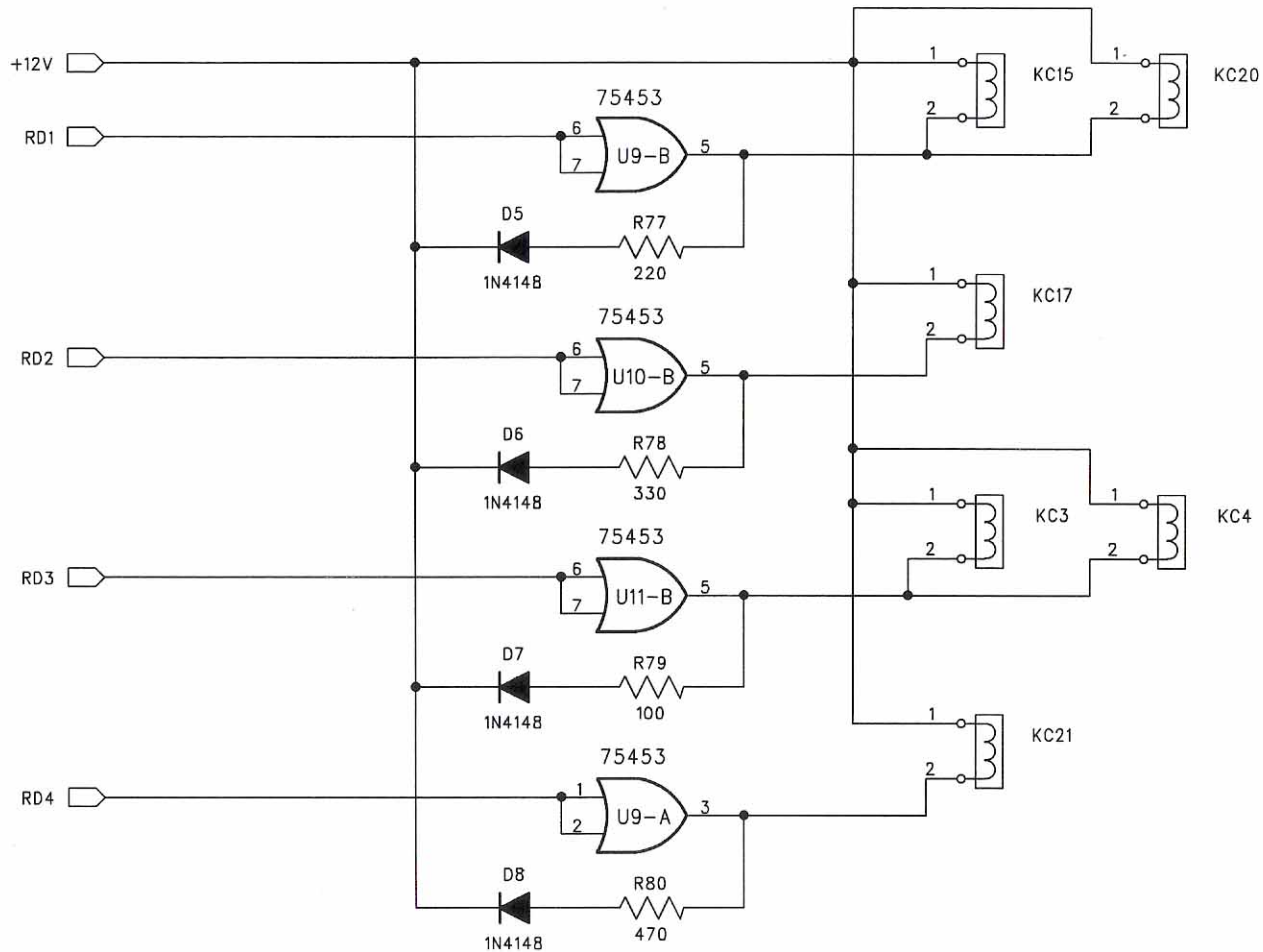 +12V
1
KC15
1
KC20
75453
2
2
RD1
6
7
U9-B
5
D5
R77
1N4148
220
1
KC17
75453
2
RD2
6
7
U10-B
5
D6
R78
1N4148
330
1
KC3
1
KC4
75453
2
2
RD3
6
7
U11-B
5
D7
R79
1N4148
100
1
KC21
75453
2
RD4
1
2
U9-A
3
D8
R80
1N4148
470